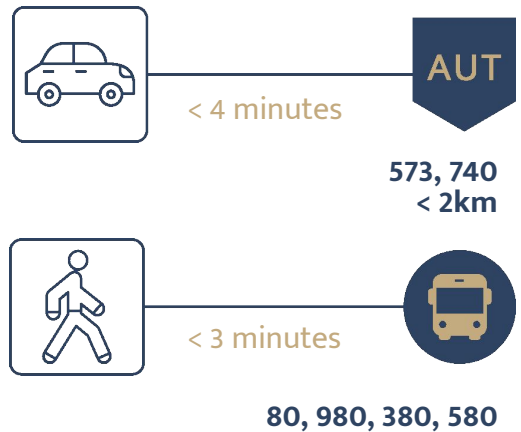 AUT
< 4 minutes
573, 740
< 2km
< 3 minutes
80, 980, 380, 580